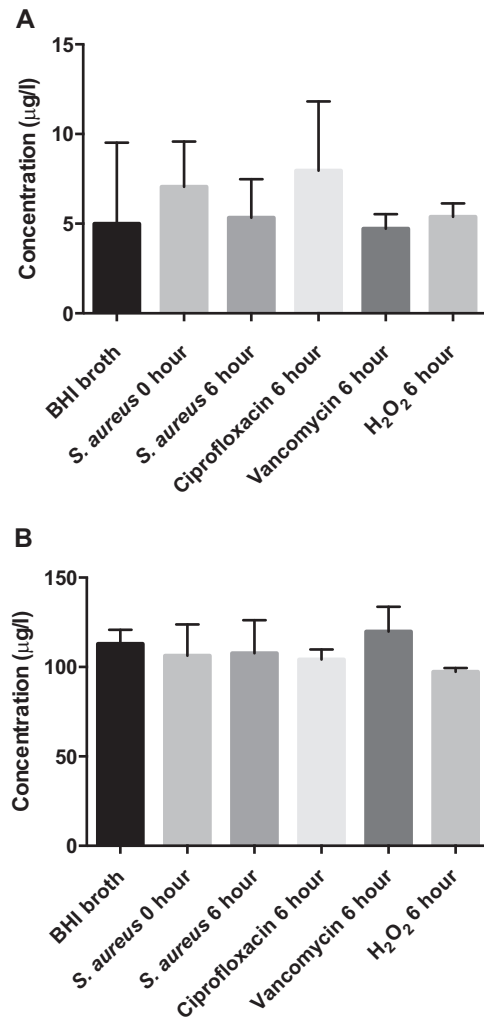 A
Concentration (μg/l)
15
10
5
0
BHI broth
S. aureus 0 hour
S. aureus 6 hour
Ciprofloxacin 6 hour
Vancomycin 6 hour
H₂O₂ 6 hour
B
Concentration (μg/l)
150
100
50
0
BHI broth
S. aureus 0 hour
S. aureus 6 hour
Ciprofloxacin 6 hour
Vancomycin 6 hour
H₂O₂ 6 hour